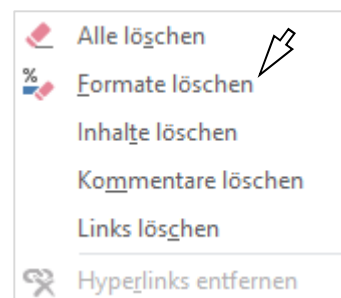 Alle löschen
% Formate löschen
Inhalte löschen
Kommentare löschen
Links löschen
Hyperlinks entfernen